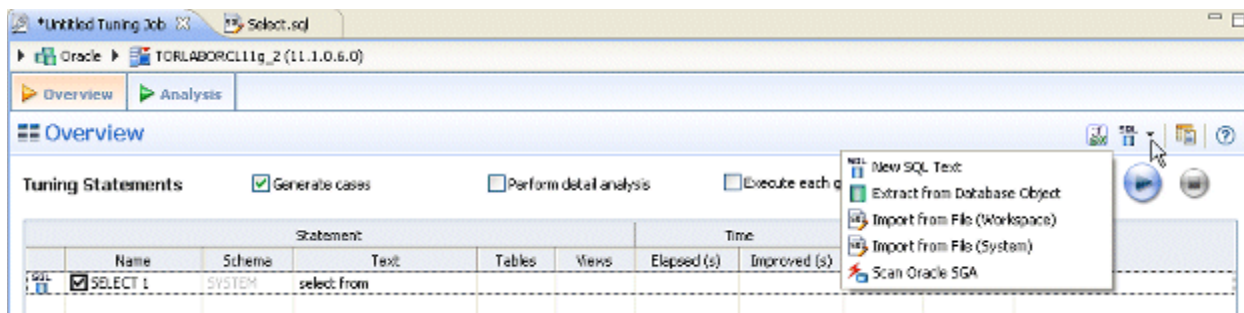 *Untitled Tuning Job Select.sql
Oracle TORLABORCL11g_2 (11.1.0.6.0)
Overview Analysis
Overview
New SQL Text
Extract from Database Object
Import from File (Workspace)
Import from File (System)
Scan Oracle SGA
Tuning Statements Generate cases Perform detail analysis Execute each
Statement Time
Name Schema Text Tables Views Elapsed (s) Improved (s)
SELECT 1 SYSTEM select from